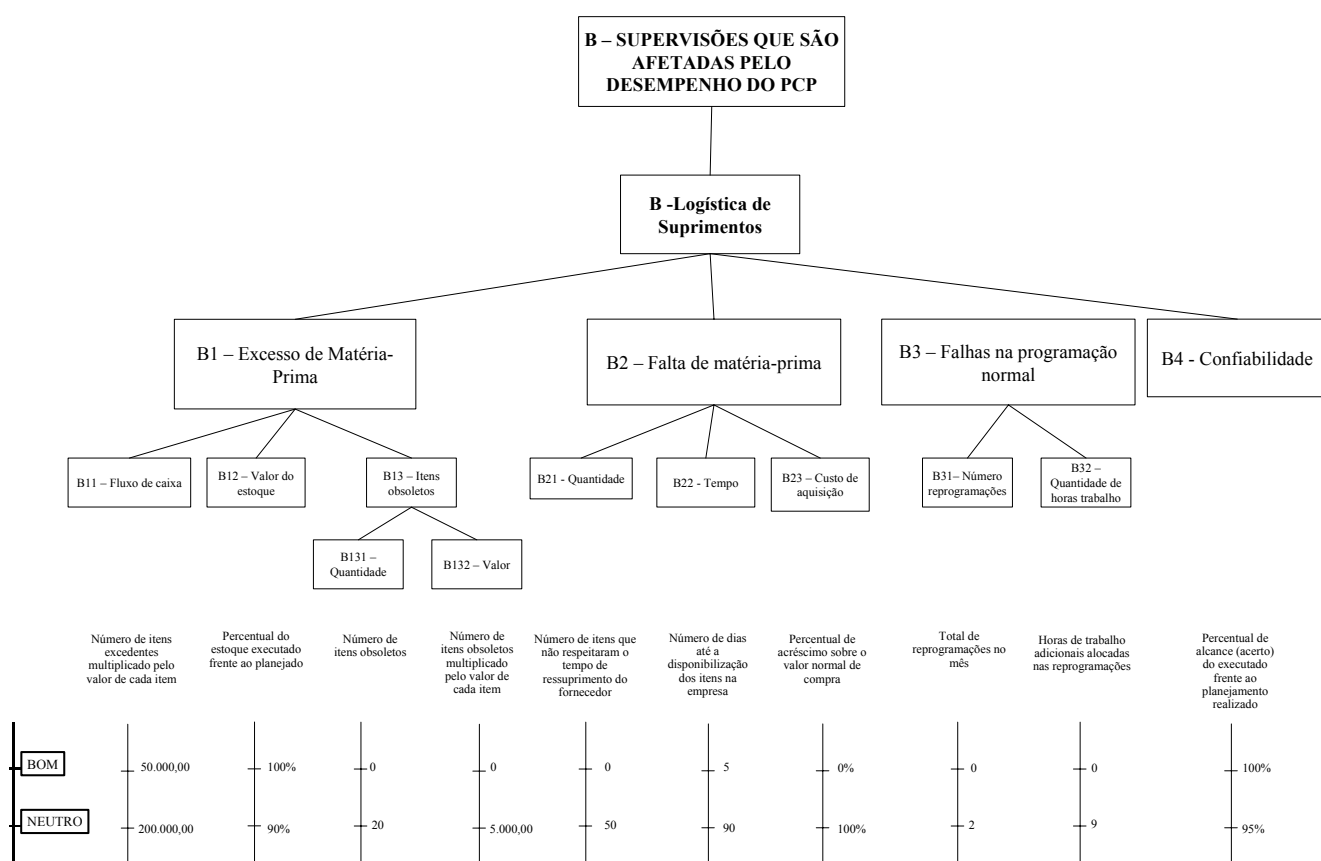 B – SUPERVISÕES QUE SÃO
AFETADAS PELO
DESEMPENHO DO PCP
B -Logística de
Suprimentos
B1 – Excesso de Matéria-
Prima
B2 – Falta de matéria-prima
B3 – Falhas na programação
normal
B4 - Confiabilidade
B11 – Fluxo de caixa
B12 – Valor do
estoque
B13 – Itens
obsoletos
B21 - Quantidade
B22 - Tempo
B23 – Custo de
aquisição
B31– Número
reprogramações
B32 –
Quantidade de
horas trabalho
B131 –
Quantidade
B132 – Valor
Número de itens
excedentes
multiplicado pelo
valor de cada item
Percentual do
estoque executado
frente ao planejado
Número de
itens obsoletos
Número de
itens obsoletos
multiplicado
pelo valor de
cada item
Número de itens que
não respeitaram o
tempo de
ressuprimento do
fornecedor
Número de dias
até a
disponibilização
dos itens na
empresa
Percentual de
acréscimo sobre o
valor normal de
compra
Total de
reprogramações no
mês
Horas de trabalho
adicionais alocadas
nas reprogramações
Percentual de
alcance (acerto)
do executado
frente ao
planejamento
realizado
BOM
50.000,00
100%
0
0
0
5
0%
0
0
100%
NEUTRO
200.000,00
90%
20
5.000,00
50
90
100%
2
9
95%